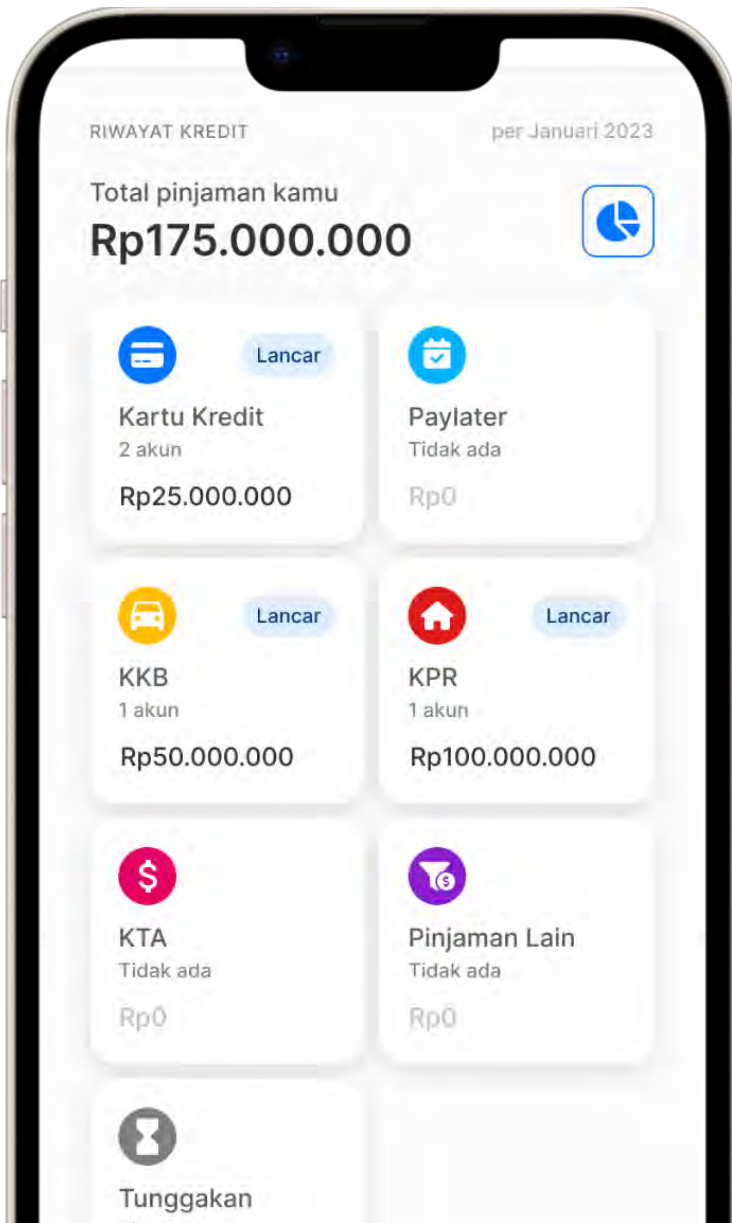 RIWAYAT KREDIT
per Januari 2023
Total pinjaman kamu
Rp175.000.000
Lancar
Kartu Kredit
2 akun
Rp25.000.000
Paylater
Tidak ada
Rp0
Lancar
KKB
1 akun
Rp50.000.000
Lancar
KPR
1 akun
Rp100.000.000
KTA
Tidak ada
Rp0
Pinjaman Lain
Tidak ada
Rp0
Tunggakan